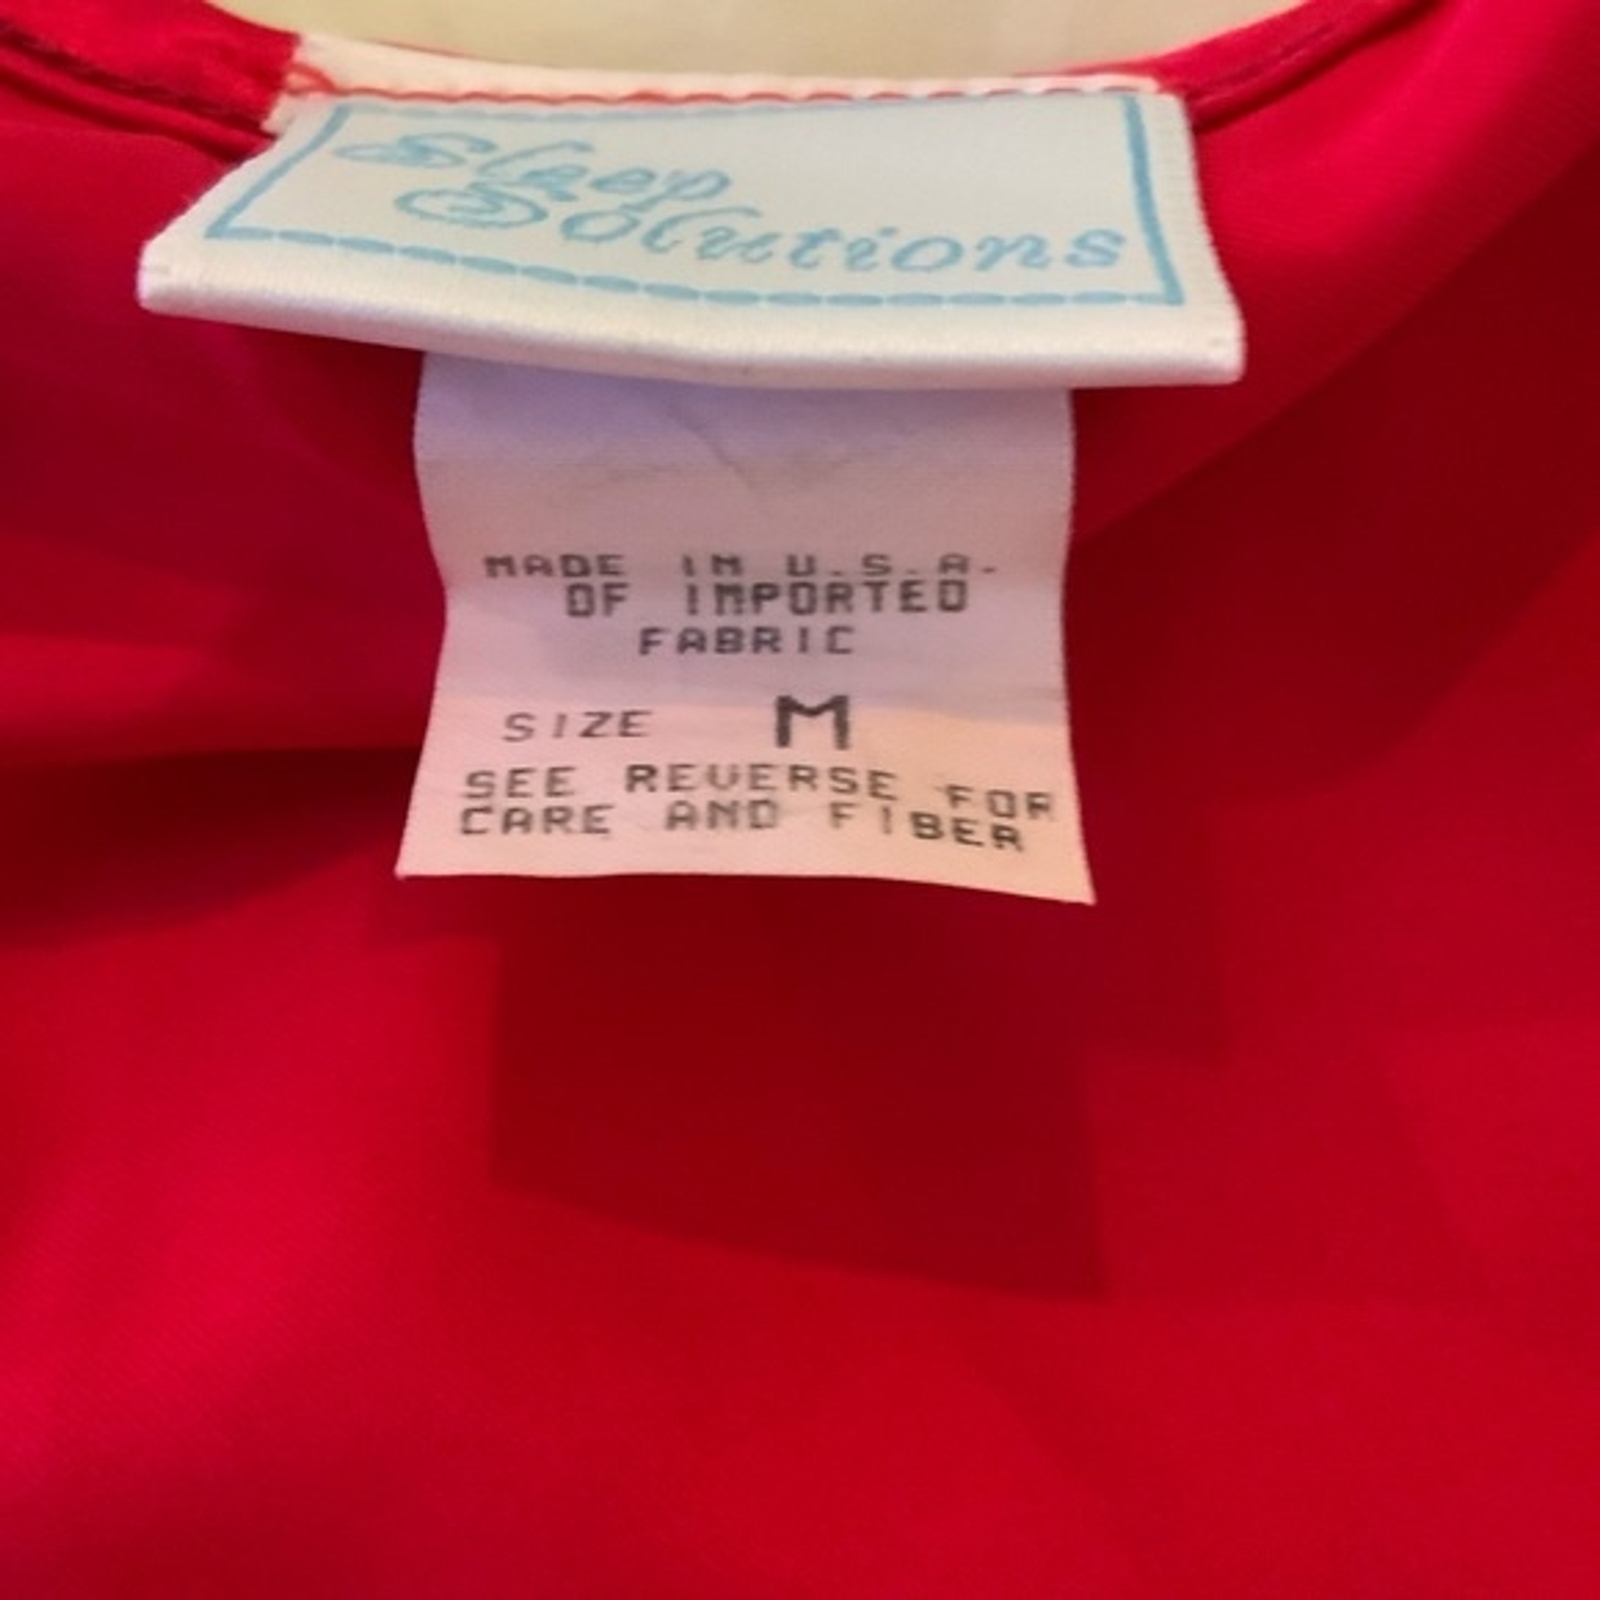 Sleep
Solutions
MADE IN U.S.A.
OF IMPORTED
FABRIC
SIZE M
SEE REVERSE FOR
CARE AND FIBER